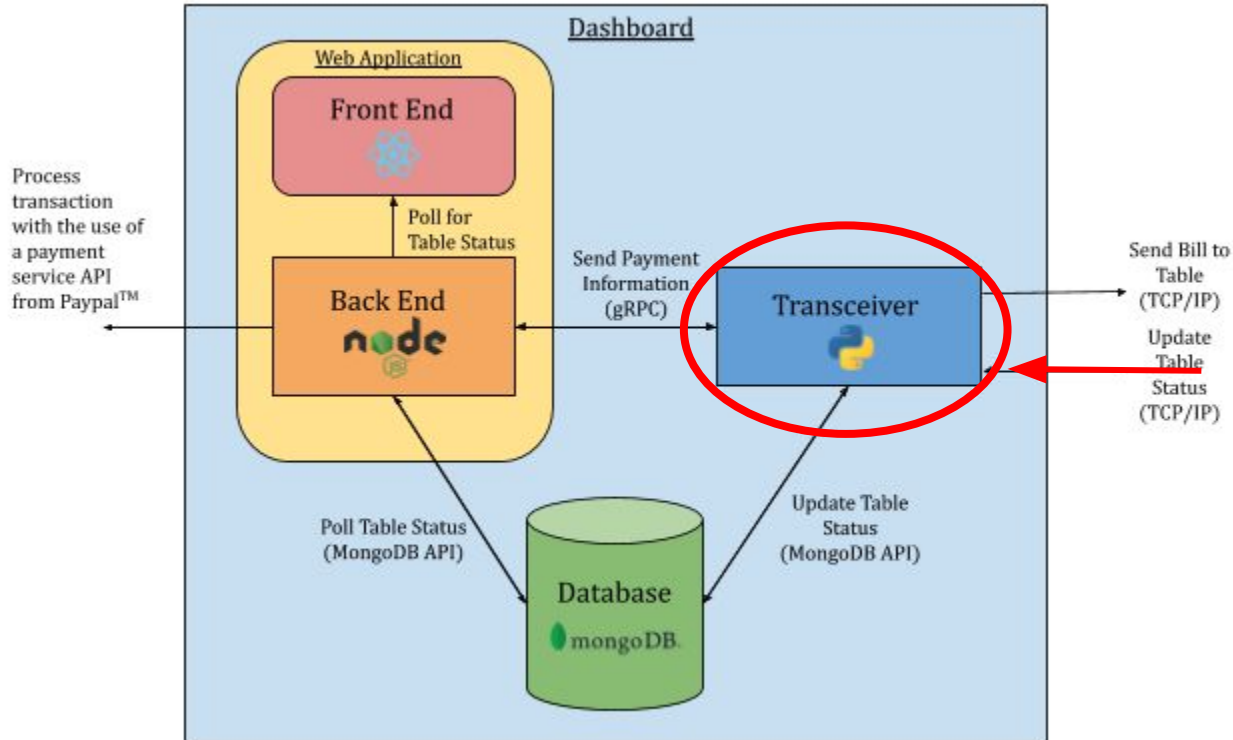 Dashboard
Web Application
Front End
Process
transaction
with the use of
a payment
service API
from Paypal™
Poll for
Table Status
Back End
node
JS
Send Payment
Information
(gRPC)
Transceiver
Send Bill to
Table
(TCP/IP)
Update
Table
Status
(TCP/IP)
Poll Table Status
(MongoDB API)
Update Table
Status
(MongoDB API)
Database
mongoDB.